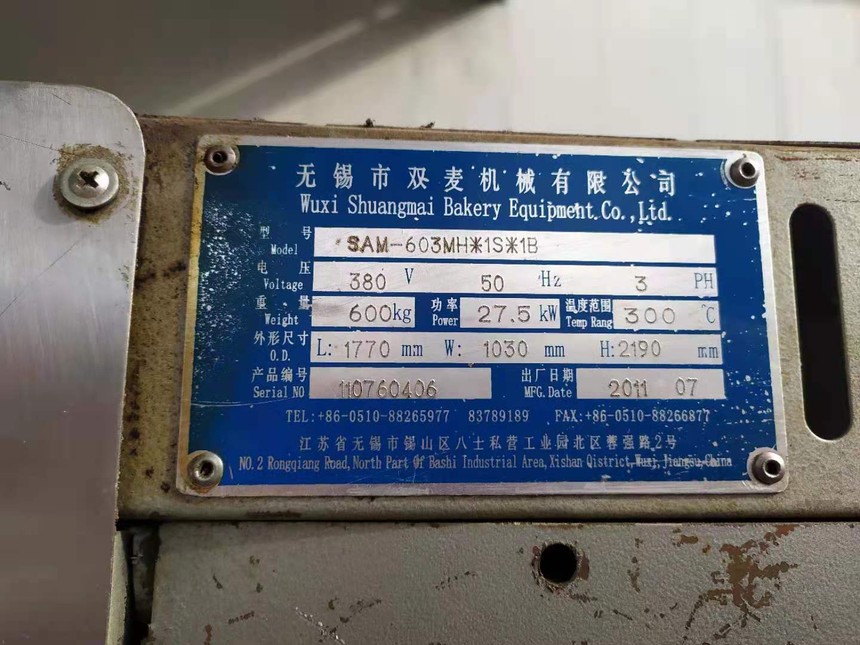 无锡市双麦机械有限公司
Wuxi Shuangmai Bakery Equipment Co., Ltd.
型号 Model SAM-603MH*1S*1B
电压 Voltage 380 V 50 Hz 3 PH
重量 Weight 600kg 功率 Power 27.5 kW 温度范围 Temp Rang 300 ℃
外形尺寸 O.D. L: 1770 mm W: 1030 mm H: 2190 mm
产品编号 Serial NO 110760406 出厂日期 MFG. Date 2011 07
TEL:+86-0510-88265977 83789189 FAX:+86-0510-88266877
江苏省无锡市锡山区八士私营工业园北区蓉强路2号
NO.2 Rongqiang Road, North Part Of Bashi Industrial Area, Xishan Qistrict, Wuxi, Jiangsu, China